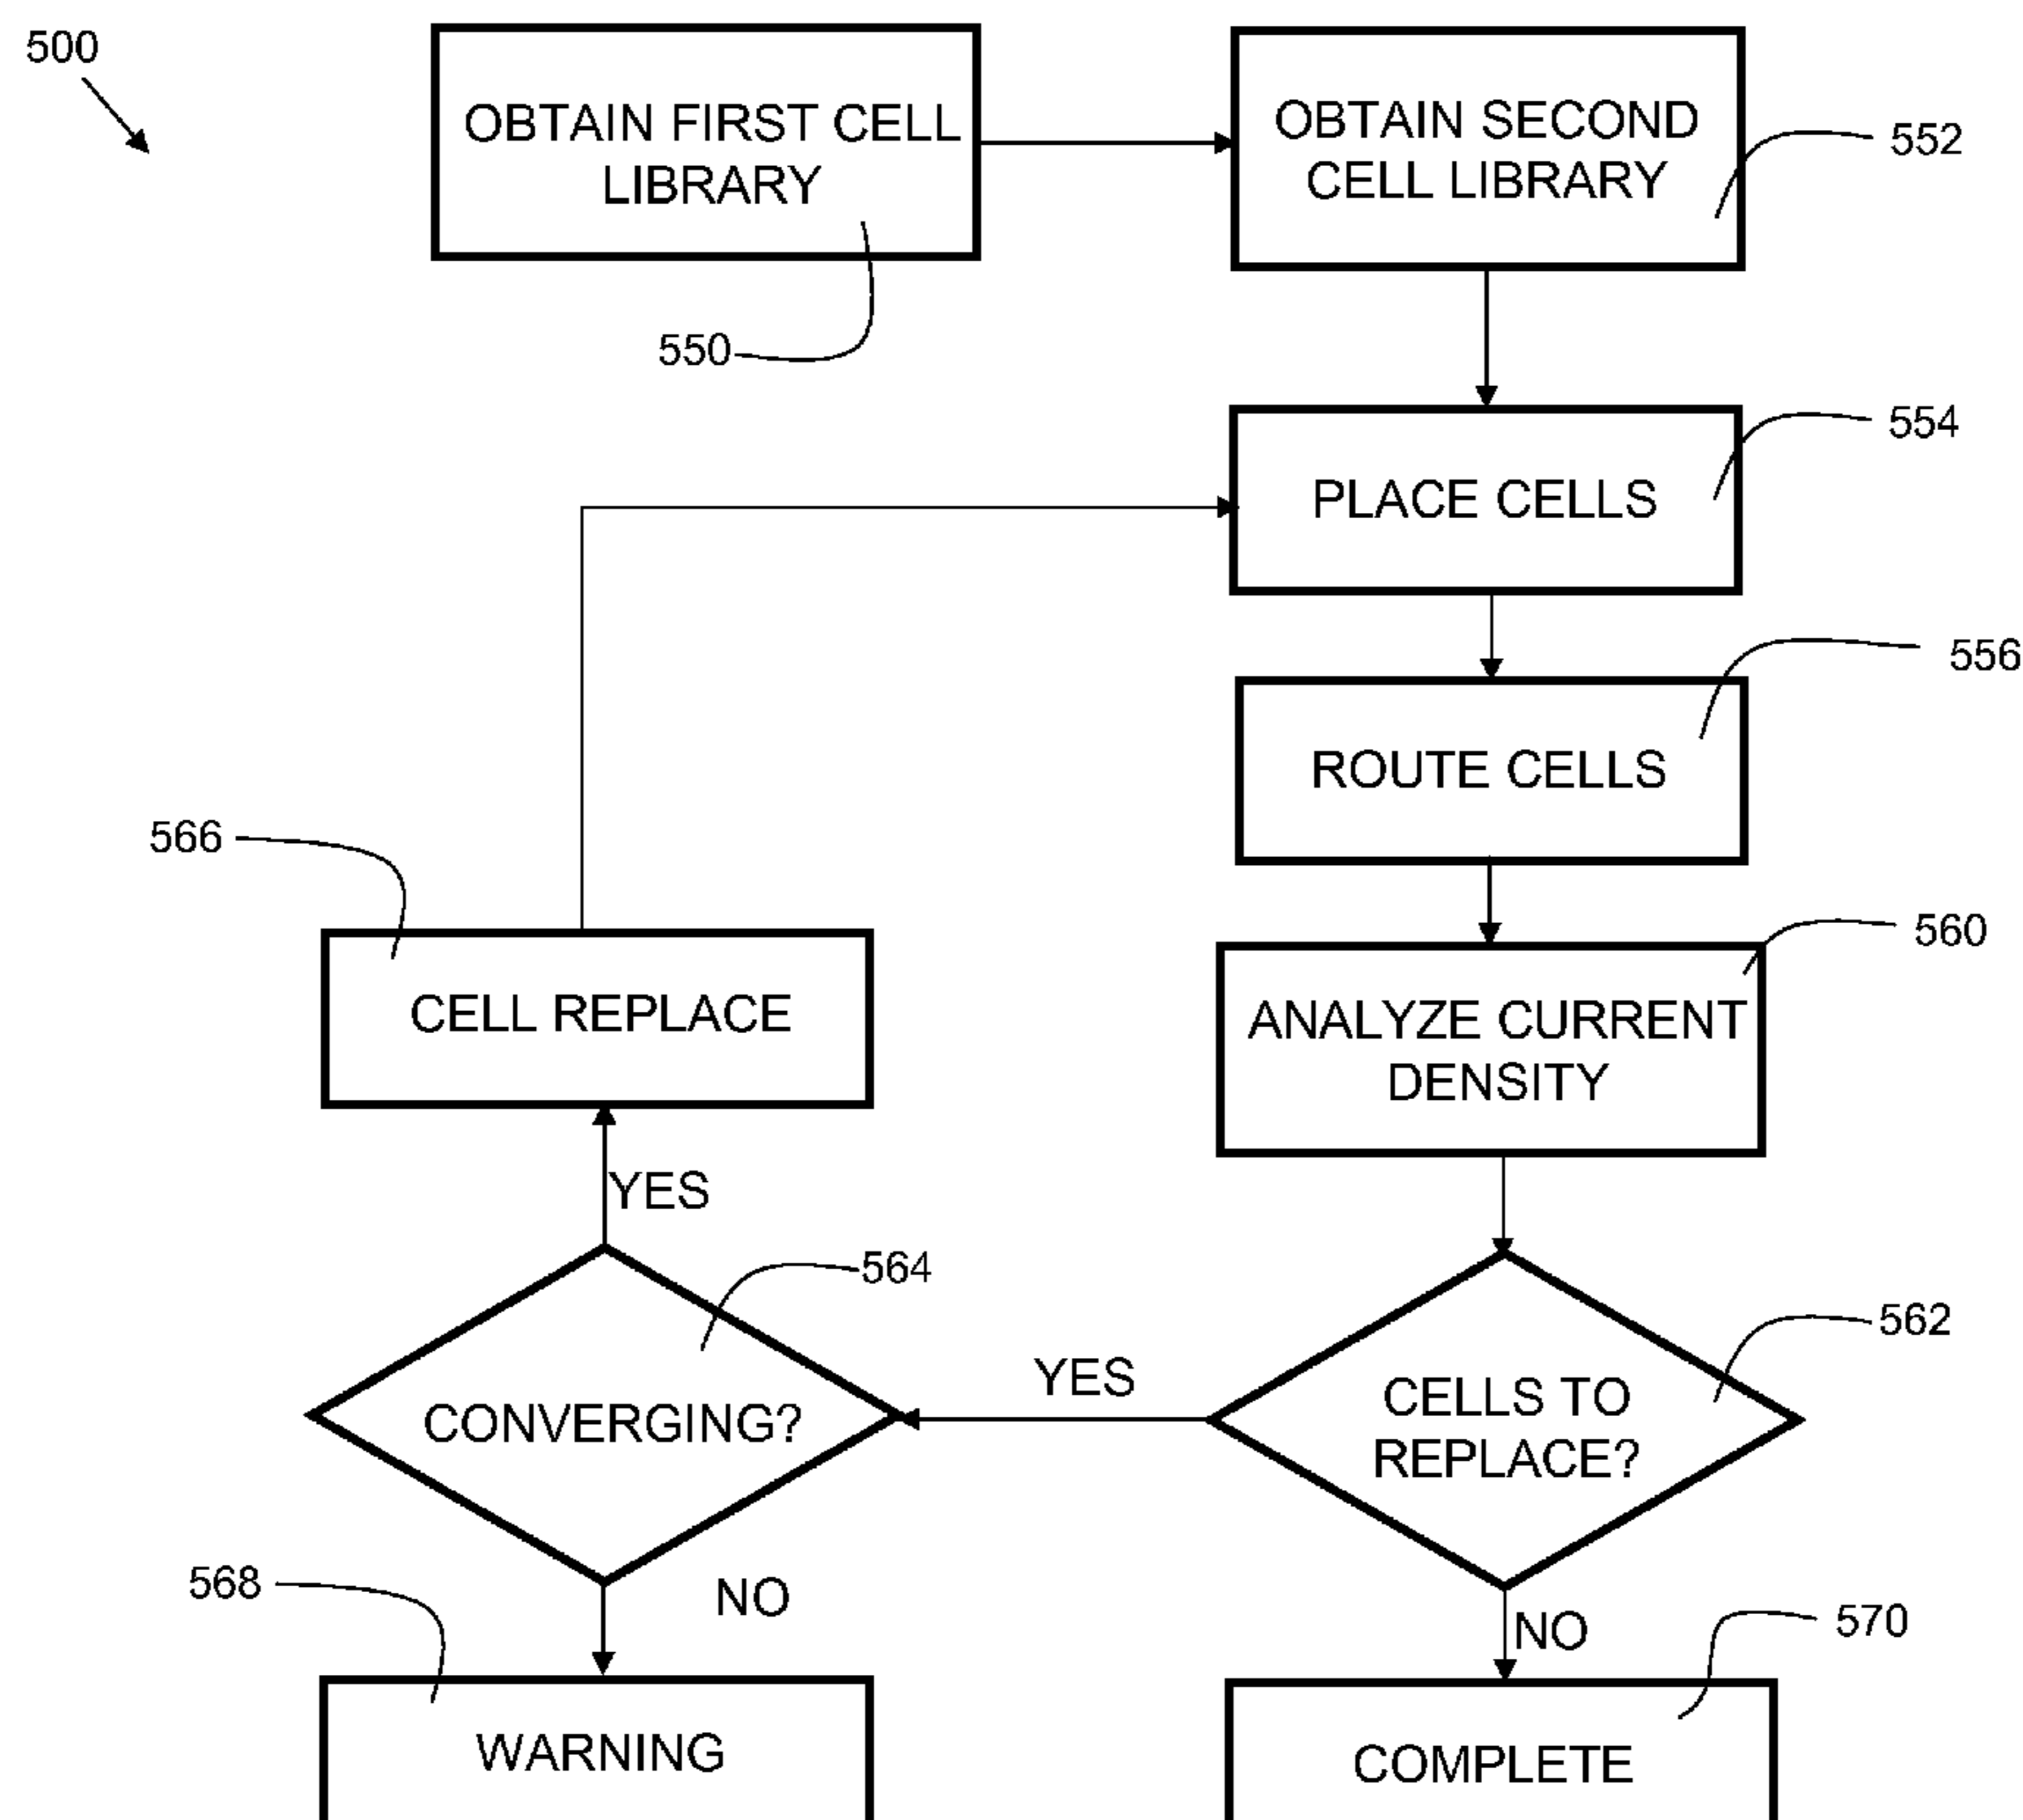 500
OBTAIN FIRST CELL
LIBRARY
550
OBTAIN SECOND
CELL LIBRARY
552
PLACE CELLS
554
ROUTE CELLS
556
566
CELL REPLACE
ANALYZE CURRENT
DENSITY
560
YES
564
CONVERGING?
YES
CELLS TO
REPLACE?
562
NO
NO
568
WARNING
570
COMPLETE